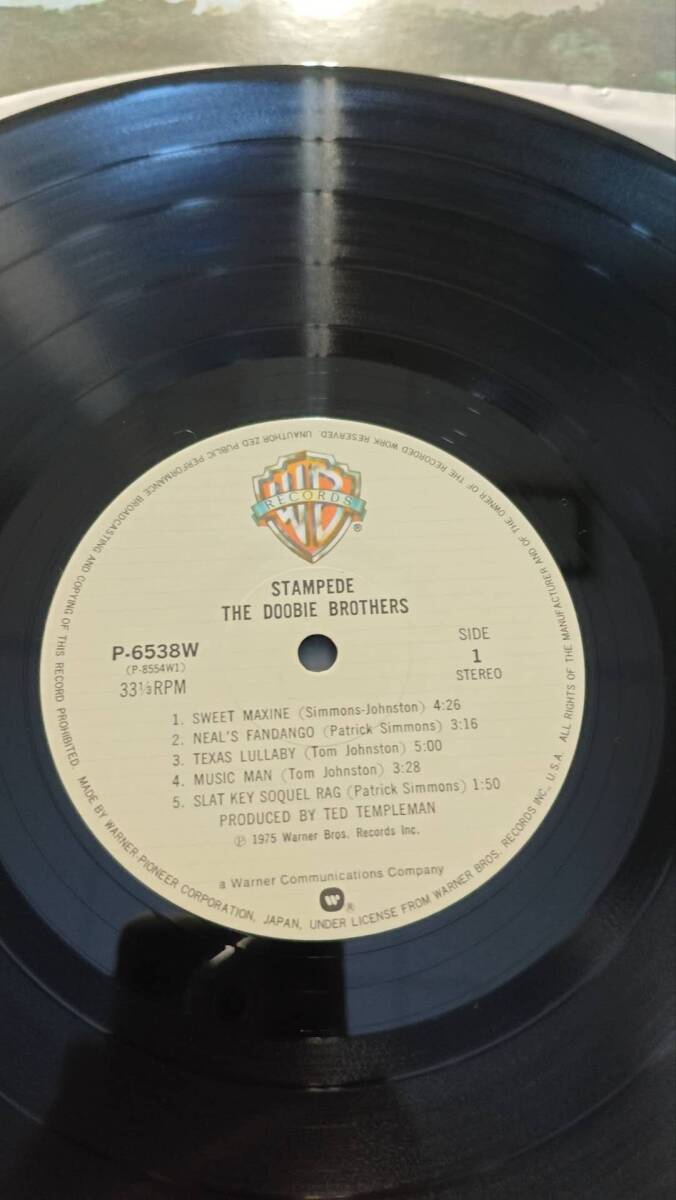 WB
RECORDS
®
STAMPEDE
THE DOOBIE BROTHERS
P-6538W
(P-8554W1)
33⅓RPM
SIDE
1
STEREO
1. SWEET MAXINE (Simmons-Johnston) 4:26
2. NEAL'S FANDANGO (Patrick Simmons) 3:16
3. TEXAS LULLABY (Tom Johnston) 5:00
4. MUSIC MAN (Tom Johnston) 3:28
5. SLAT KEY SOQUEL RAG (Patrick Simmons) 1:50
PRODUCED BY TED TEMPLEMAN
℗ 1975 Warner Bros. Records Inc.
a Warner Communications Company
®
MADE BY WARNER-PIONEER CORPORATION, JAPAN, UNDER LICENSE FROM WARNER BROS. RECORDS INC., U.S.A. ALL RIGHTS OF THE MANUFACTURER AND OF THE OWNER OF THE RECORDED WORK RESERVED. UNAUTHOR ZED PUBLIC PERFORMANCE BROADCASTING AND COPYING OF THIS RECORD PROHIBITED.